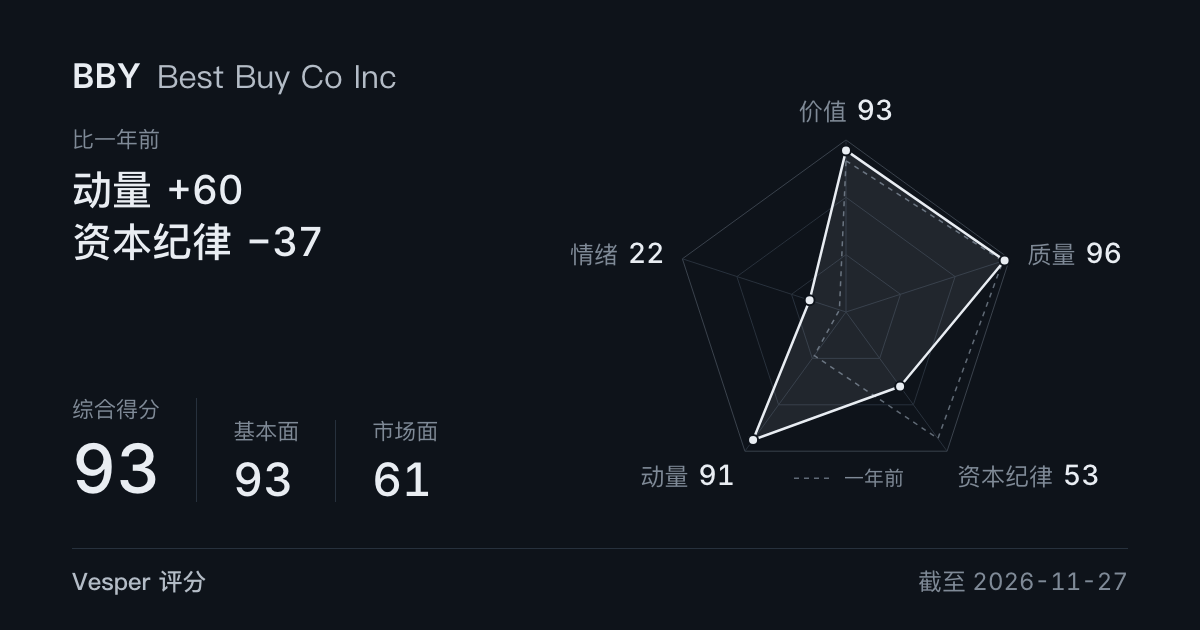 BBY Best Buy Co Inc
比一年前
动量 +60
资本纪律 −37
综合得分
93
基本面
93
市场面
61
价值 93
情绪 22
质量 96
动量 91
---- 一年前
资本纪律 53
Vesper 评分
截至 2026-11-27